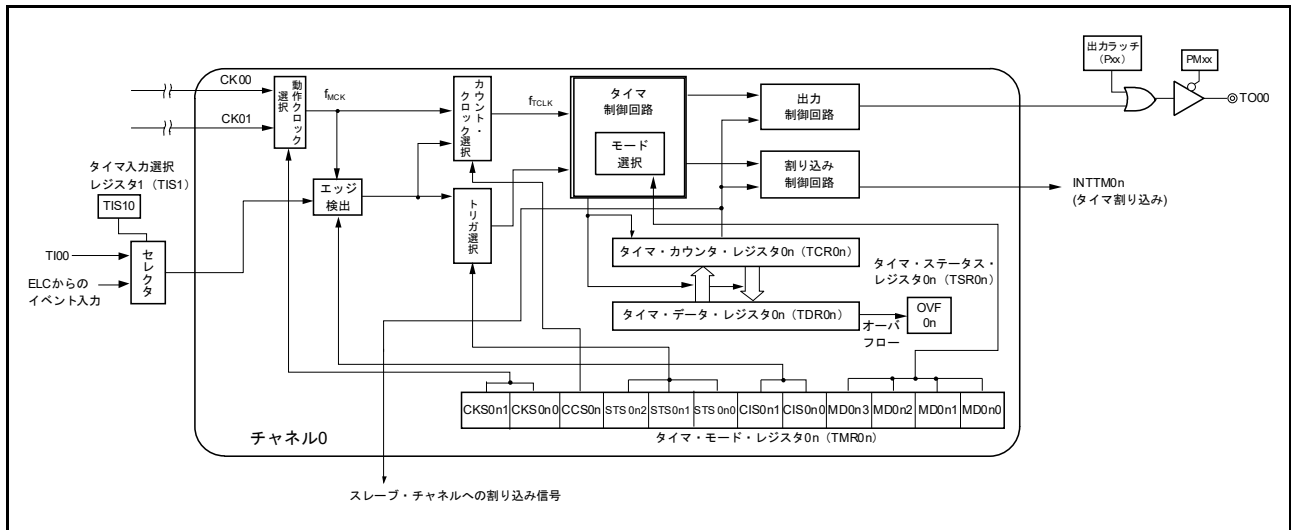 出力ラッチ
(Pxx)
PMxx
CK00
動作クロック
選択
fMCK
カウント・
クロック選択
fTCLK
タイマ
制御回路
モード
選択
出力
制御回路
TO00
CK01
割り込み
制御回路
INTTM0n
(タイマ割り込み)
タイマ入力選択
レジスタ1（TIS1）
TIS10
エッジ
検出
トリガ選択
TI00
セレクタ
ELCからの
イベント入力
タイマ・カウンタ・レジスタ0n（TCR0n）
タイマ・ステータス・
レジスタ0n（TSR0n）
タイマ・データ・レジスタ0n（TDR0n）
オーバ
フロー
OVF
0n
CKS0n1 CKS0n0 CCS0n STS0n2 STS0n1 STS0n0 CIS0n1 CIS0n0 MD0n3 MD0n2 MD0n1 MD0n0
チャネル0
タイマ・モード・レジスタ0n（TMR0n）
スレーブ・チャネルへの割り込み信号